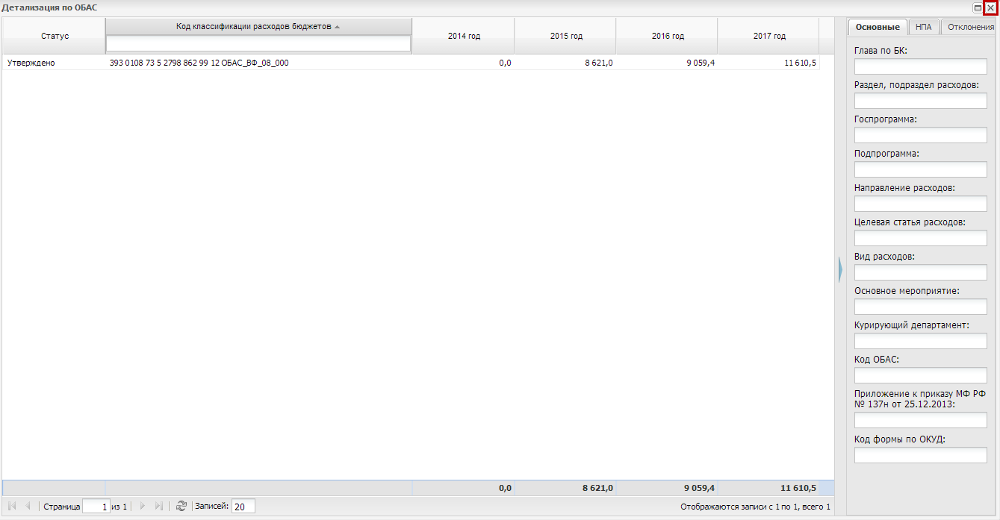 Детализация по ОБАС
Статус
Код классификации расходов бюджетов
2014 год
2015 год
2016 год
2017 год
Утверждено
393 0108 73 5 2798 862 99 12 ОБАС_ВФ_08_000
0,0
8 621,0
9 059,4
11 610,5
0,0
8 621,0
9 059,4
11 610,5
Страница 1 из 1
Записей: 20
Отображаются записи с 1 по 1, всего 1
Основные
НПА
Отклонения
Глава по БК:
Раздел, подраздел расходов:
Госпрограмма:
Подпрограмма:
Направление расходов:
Целевая статья расходов:
Вид расходов:
Основное мероприятие:
Курирующий департамент:
Код ОБАС:
Приложение к приказу МФ РФ
№ 137н от 25.12.2013:
Код формы по ОКУД: